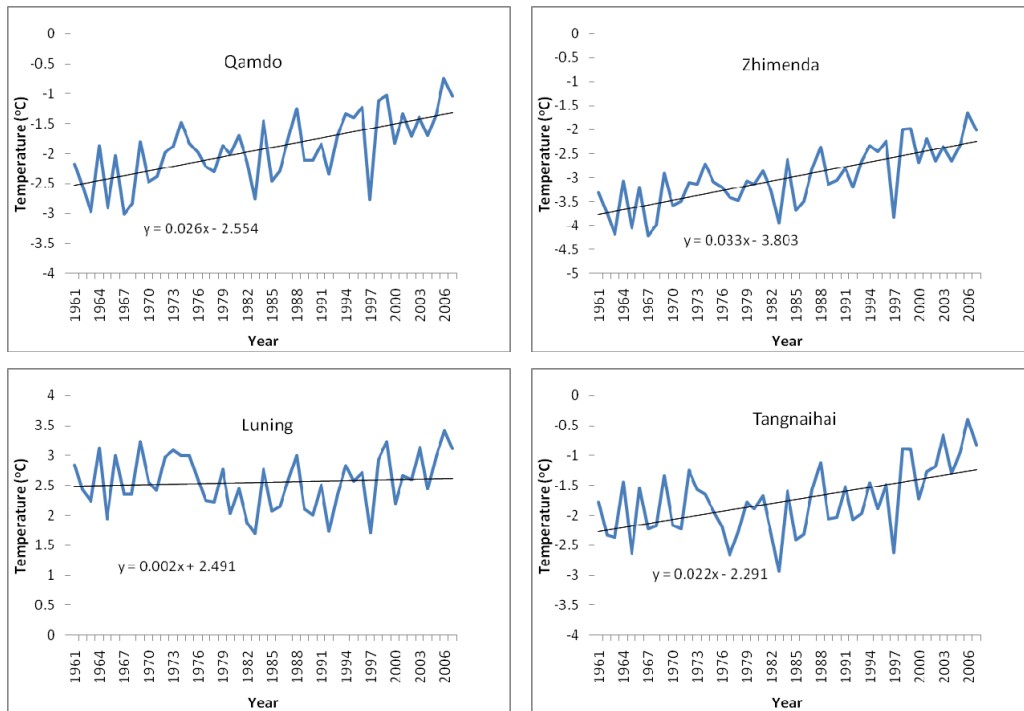 Qamdo
Temperature (°C)
0
-0.5
-1
-1.5
-2
-2.5
-3
-3.5
-4
y = 0.026x - 2.554
1961 1964 1967 1970 1973 1976 1979 1982 1985 1988 1991 1994 1997 2000 2003 2006
Year
Zhimenda
Temperature (°C)
0
-0.5
-1
-1.5
-2
-2.5
-3
-3.5
-4
-4.5
-5
y = 0.033x - 3.803
1961 1964 1967 1970 1973 1976 1979 1982 1985 1988 1991 1994 1997 2000 2003 2006
Year
Luning
Temperature (°C)
4
3.5
3
2.5
2
1.5
1
0.5
0
y = 0.002x + 2.491
1961 1964 1967 1970 1973 1976 1979 1982 1985 1988 1991 1994 1997 2000 2003 2006
Year
Tangnaihai
Temperature (°C)
0
-0.5
-1
-1.5
-2
-2.5
-3
-3.5
-4
y = 0.022x - 2.291
1961 1964 1967 1970 1973 1976 1979 1982 1985 1988 1991 1994 1997 2000 2003 2006
Year